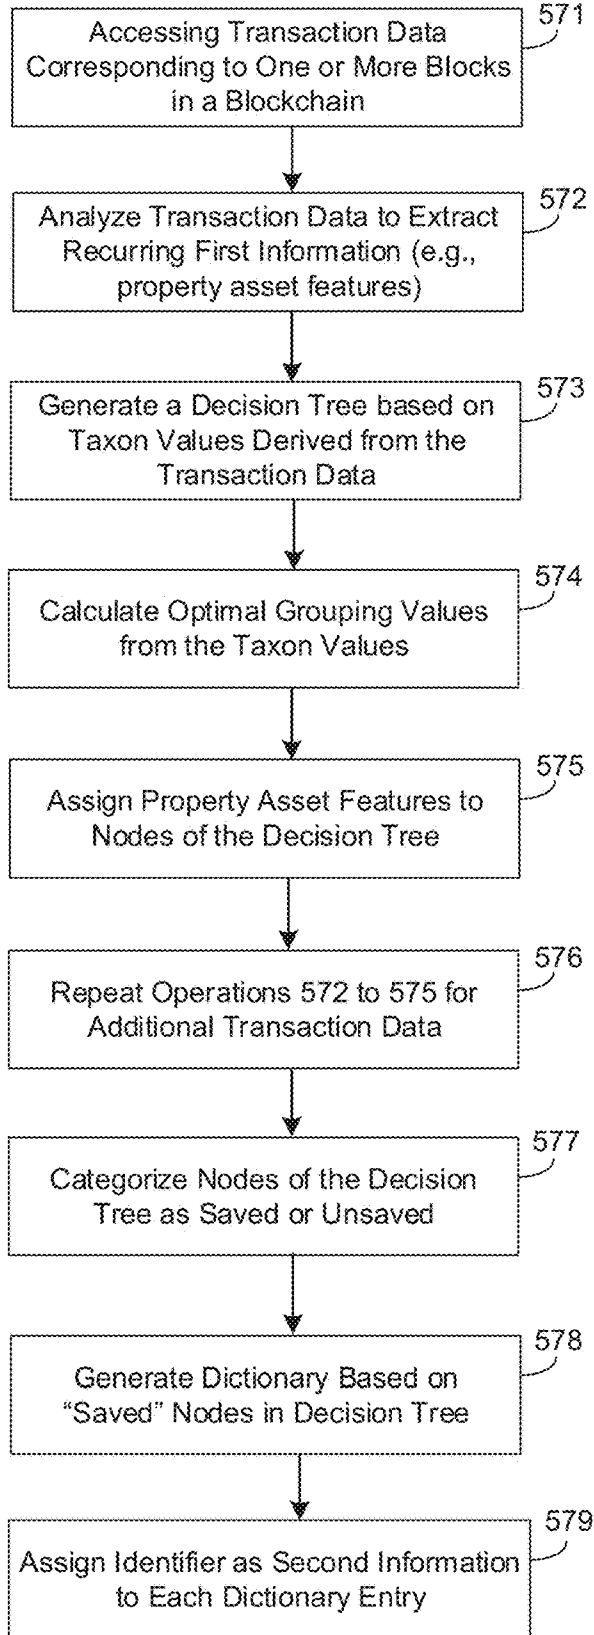 571
Accessing Transaction Data
Corresponding to One or More Blocks
in a Blockchain
572
Analyze Transaction Data to Extract
Recurring First Information (e.g.,
property asset features)
573
Generate a Decision Tree based on
Taxon Values Derived from the
Transaction Data
574
Calculate Optimal Grouping Values
from the Taxon Values
575
Assign Property Asset Features to
Nodes of the Decision Tree
576
Repeat Operations 572 to 575 for
Additional Transaction Data
577
Categorize Nodes of the Decision
Tree as Saved or Unsaved
578
Generate Dictionary Based on
“Saved” Nodes in Decision Tree
579
Assign Identifier as Second Information
to Each Dictionary Entry